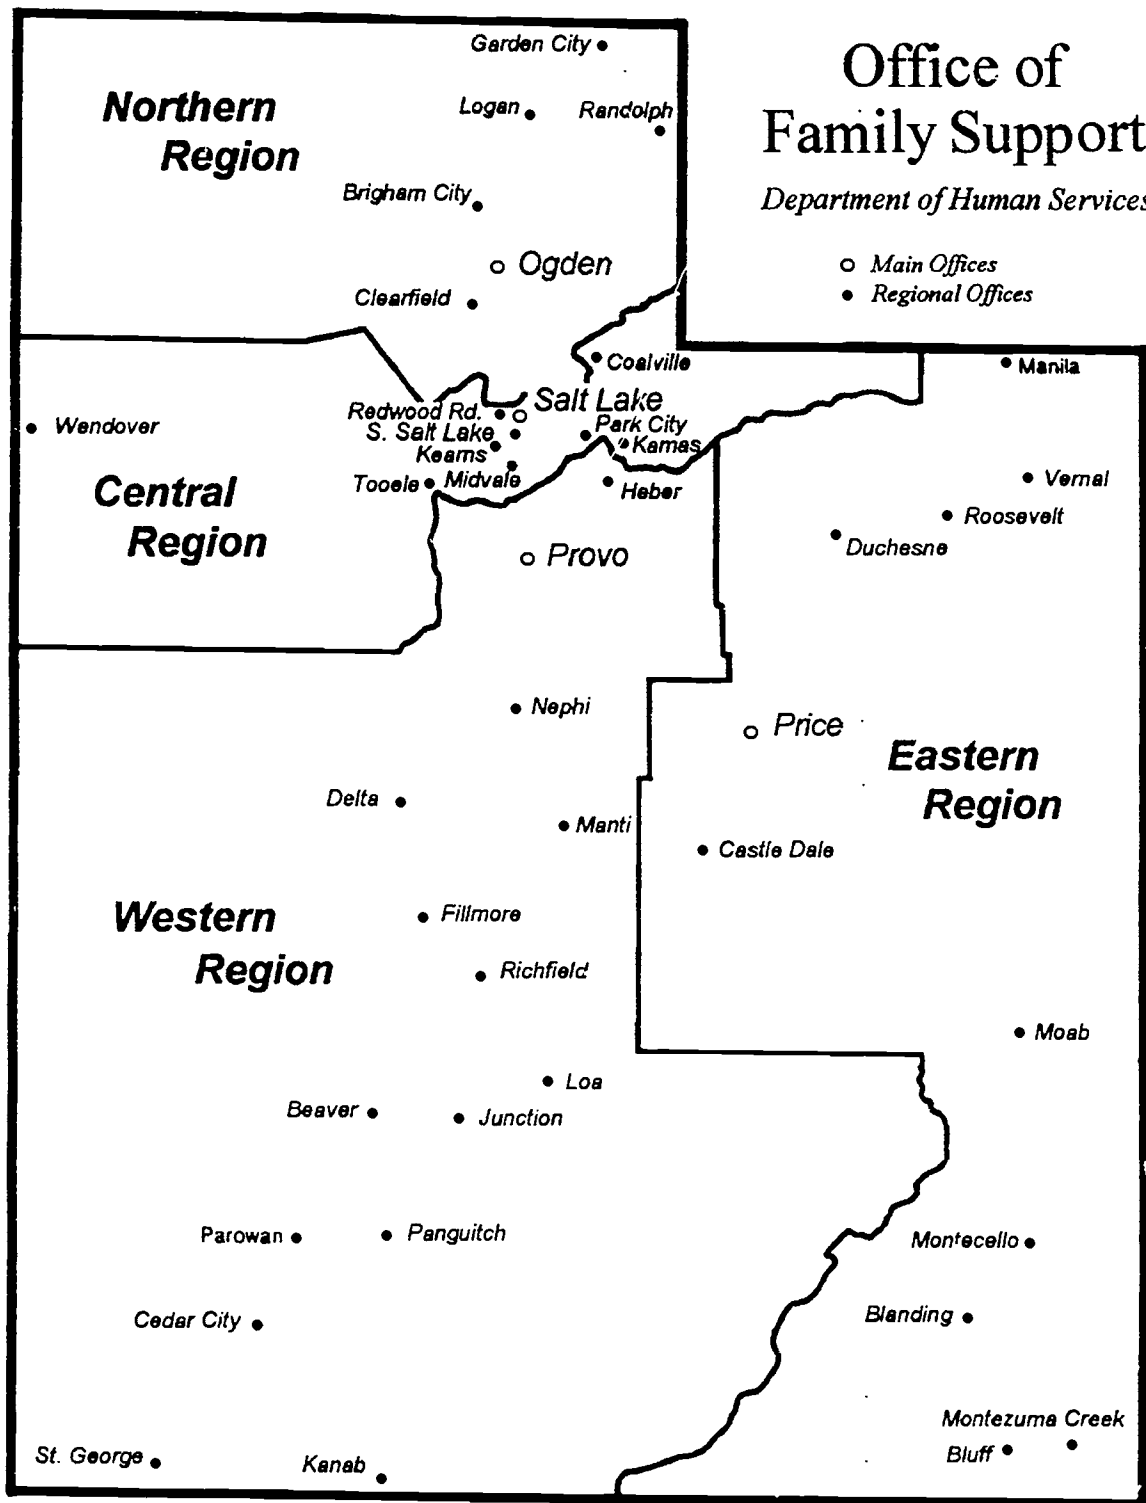 Office of
Family Support
Department of Human Services
Main Offices
Regional Offices
Northern
Region
Garden City
Logan
Randolph
Brigham City
Ogden
Clearfield
Coalville
Salt Lake
Redwood Rd.
S. Salt Lake
Park City
Kamas
Kearns
Midvale
Tooele
Heber
Wendover
Central
Region
Manila
Vernal
Roosevelt
Duchesne
Provo
Nephi
Price
Eastern
Region
Delta
Manti
Castle Dale
Western
Region
Fillmore
Richfield
Moab
Loa
Beaver
Junction
Parowan
Panguitch
Montecello
Cedar City
Blanding
Montezuma Creek
Bluff
St. George
Kanab